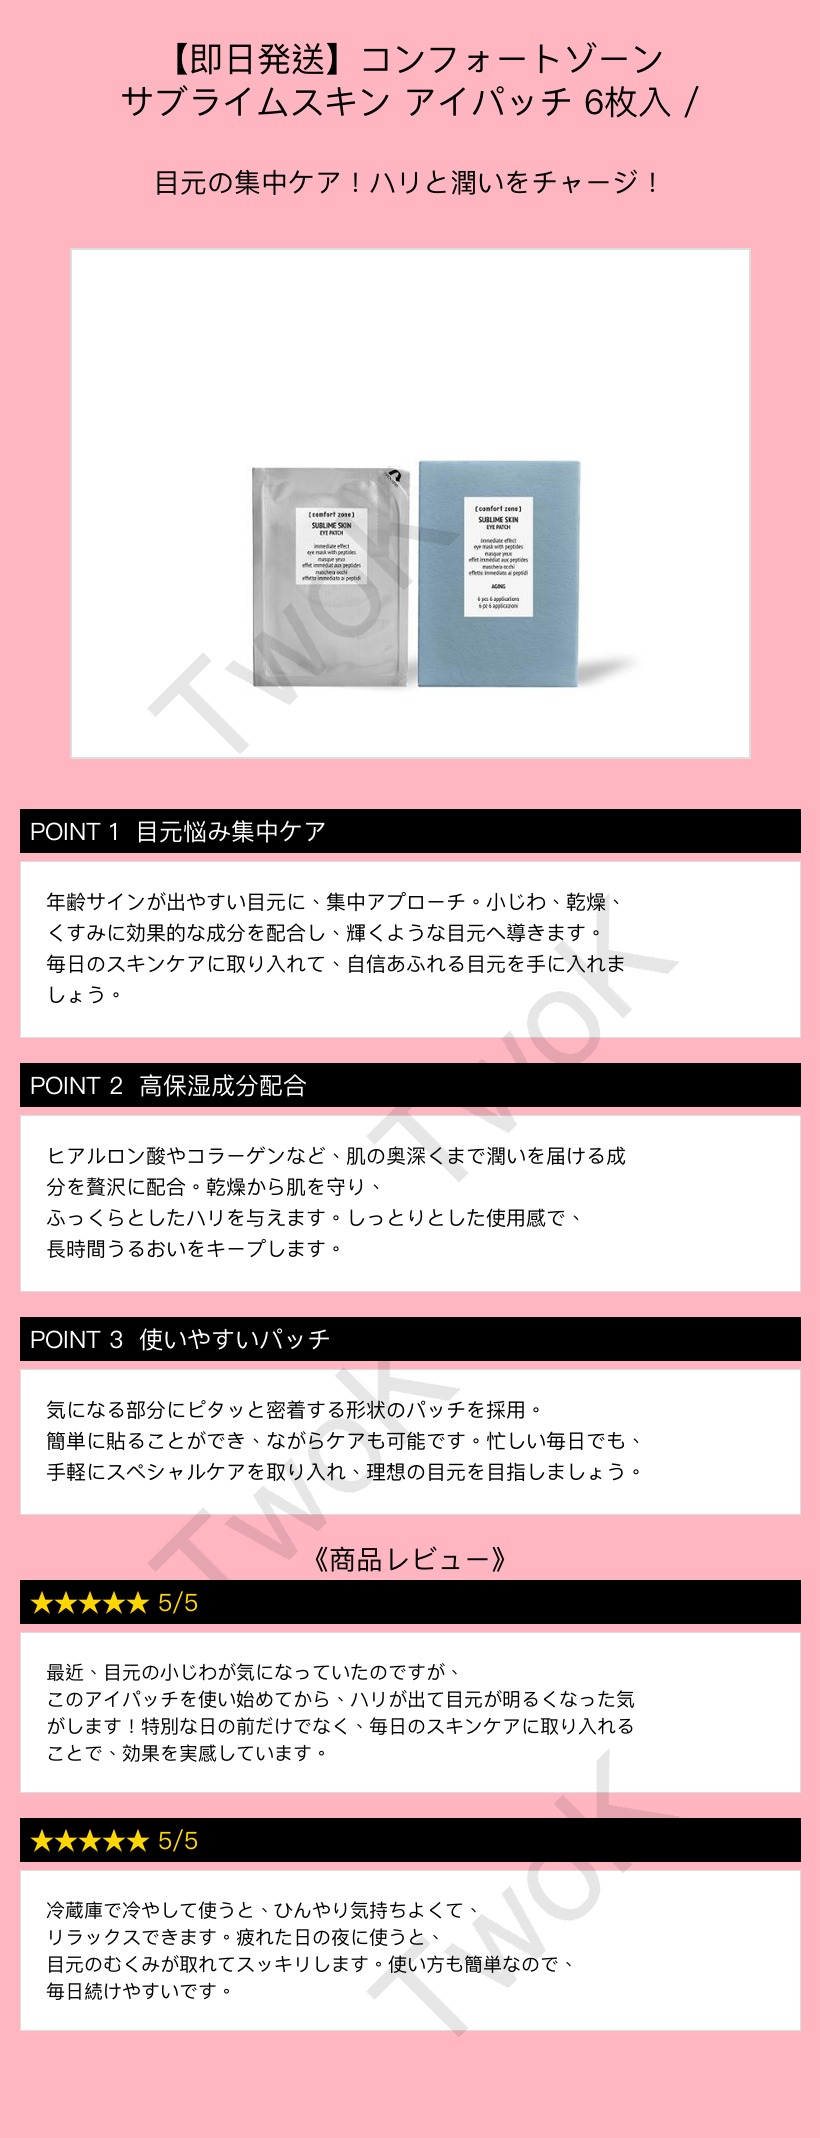 【即日発送】コンフォートゾーン
サブライムスキン アイパッチ 6枚入 /
目元の集中ケア！ハリと潤いをチャージ！
[ comfort zone ]
SUBLIME SKIN
EYE PATCH
immediate effect
eye mask with peptides
masque yeux
effet immédiat aux peptides
maschera occhi
effetto immediato ai peptidi
[ comfort zone ]
SUBLIME SKIN
EYE PATCH
immediate effect
eye mask with peptides
masque yeux
effet immédiat aux peptides
maschera occhi
effetto immediato ai peptidi
AGING
6 pcs 6 applications
6 pz 6 applicazioni
TwoK
POINT 1 目元悩み集中ケア
年齢サインが出やすい目元に、集中アプローチ。小じわ、乾燥、
くすみに効果的な成分を配合し、輝くような目元へ導きます。
毎日のスキンケアに取り入れて、自信あふれる目元を手に入れま
しょう。
TwoK
POINT 2 高保湿成分配合
ヒアルロン酸やコラーゲンなど、肌の奥深くまで潤いを届ける成
分を贅沢に配合。乾燥から肌を守り、
ふっくらとしたハリを与えます。しっとりとした使用感で、
長時間うるおいをキープします。
POINT 3 使いやすいパッチ
気になる部分にピタッと密着する形状のパッチを採用。
簡単に貼ることができ、ながらケアも可能です。忙しい毎日でも、
手軽にスペシャルケアを取り入れ、理想の目元を目指しましょう。
TwoK
《商品レビュー》
★★★★★ 5/5
最近、目元の小じわが気になっていたのですが、
このアイパッチを使い始めてから、ハリが出て目元が明るくなった気
がします！特別な日の前だけでなく、毎日のスキンケアに取り入れる
ことで、効果を実感しています。
★★★★★ 5/5
冷蔵庫で冷やして使うと、ひんやり気持ちよくて、
リラックスできます。疲れた日の夜に使うと、
目元のむくみが取れてスッキリします。使い方も簡単なので、
毎日続けやすいです。
TwoK